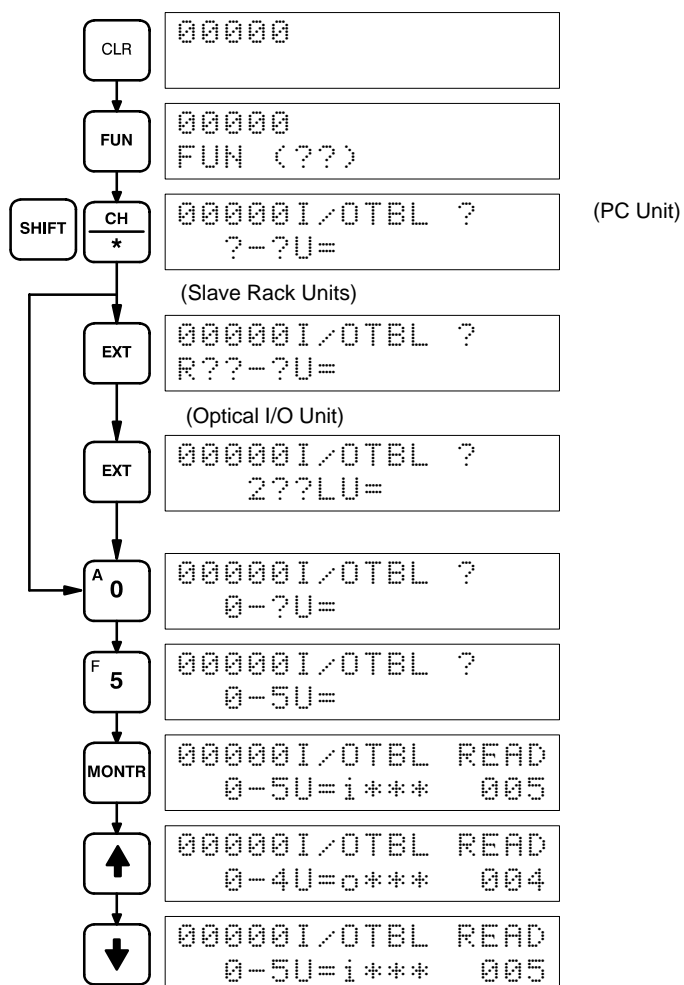 CLR
00000
FUN
00000
FUN (??)
SHIFT
CH
*
00000I/OTBL ?
?-?U=
(PC Unit)
(Slave Rack Units)
EXT
00000I/OTBL ?
R??-?U=
(Optical I/O Unit)
EXT
00000I/OTBL ?
2??LU=
A
0
00000I/OTBL ?
0-?U=
F
5
00000I/OTBL ?
0-5U=
MONTR
00000I/OTBL READ
0-5U=i*** 005
00000I/OTBL READ
0-4U=o*** 004
00000I/OTBL READ
0-5U=i*** 005